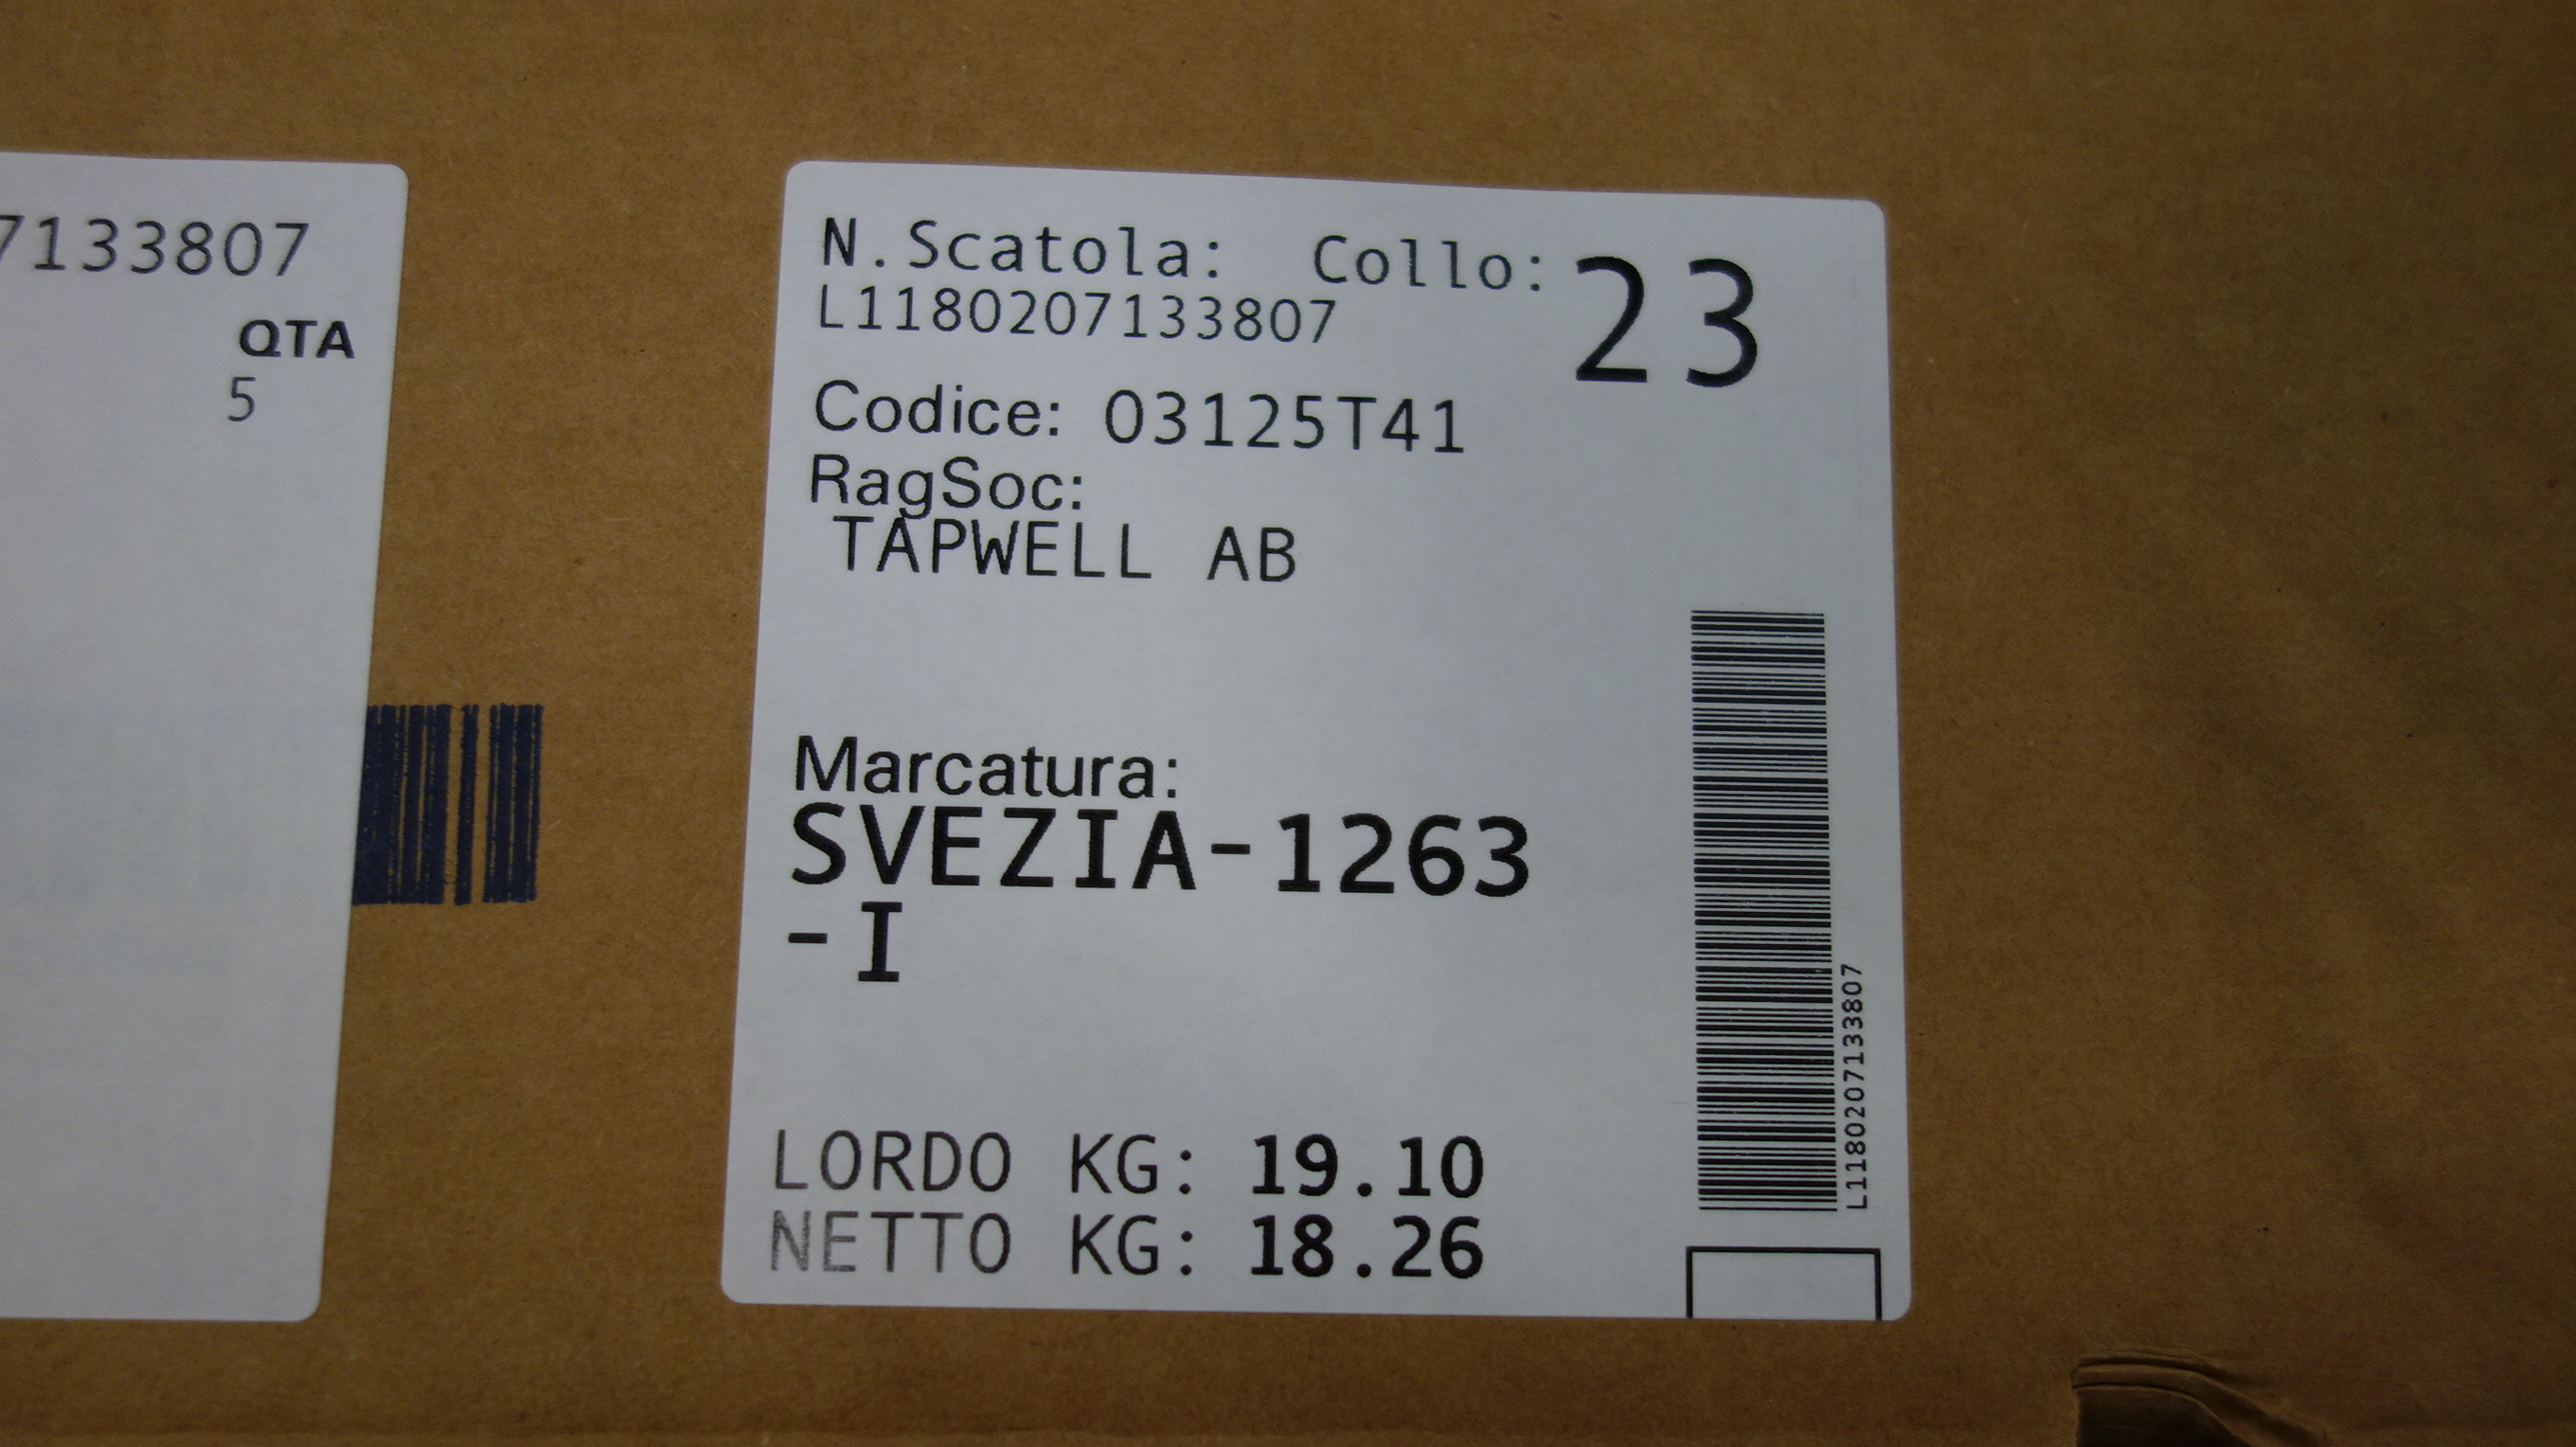 7133807
QTA
5
N.Scatola: Collo: 23
L1180207133807
Codice: 03125T41
RagSoc:
TAPWELL AB
Marcatura:
SVEZIA-1263
-I
LORDO KG: 19.10
NETTO KG: 18.26
L1180207133807